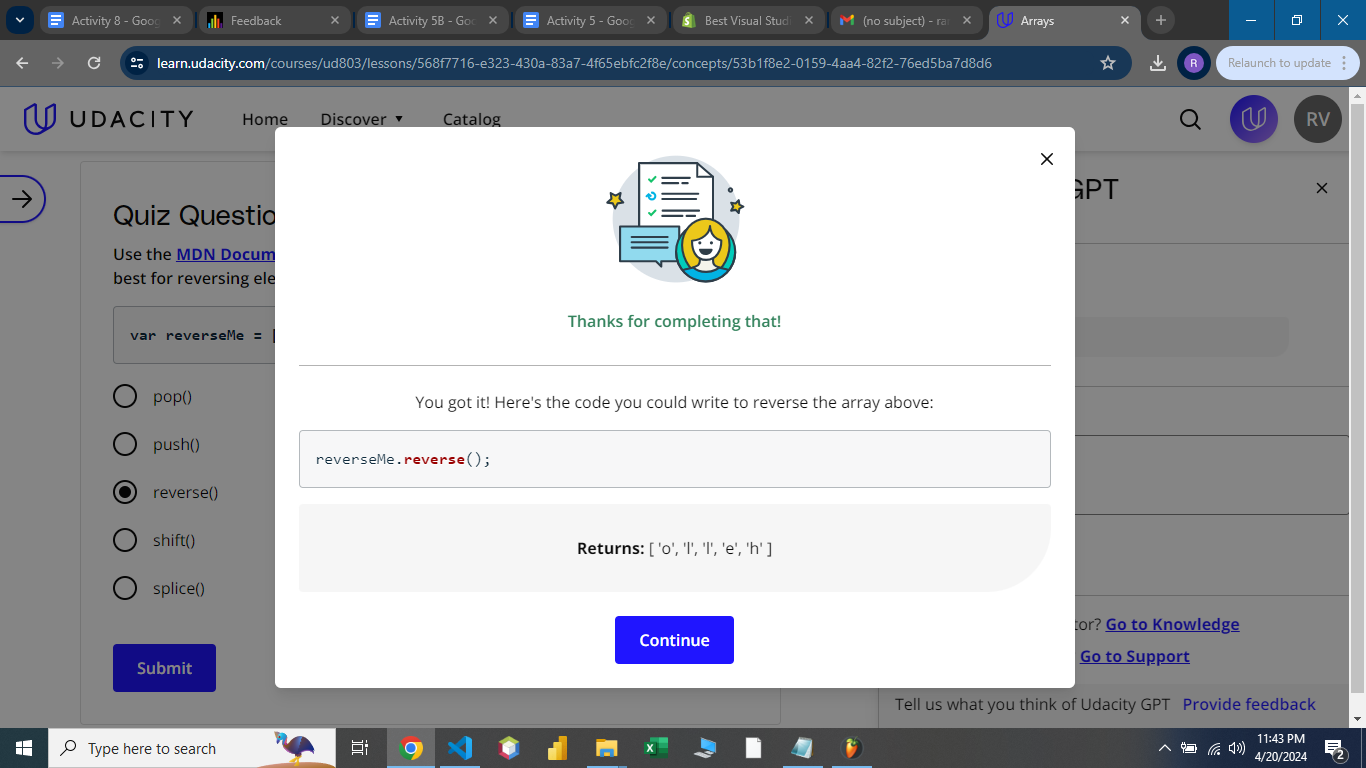 Activity 8 - Goog
Feedback
Activity 5B - Goo
Activity 5 - Goog
Best Visual Studi
(no subject) - rar
Arrays
learn.udacity.com/courses/ud803/lessons/568f7716-e323-430a-83a7-4f65ebfc2f8e/concepts/53b1f8e2-0159-4aa4-82f2-76ed5ba7d8d6
R
Relaunch to update
UDACITY
Home
Discover
Catalog
RV
GPT
Quiz Questio
Use the MDN Docum
best for reversing ele
var reverseMe = [
pop()
push()
reverse()
shift()
splice()
Submit
Thanks for completing that!
You got it! Here's the code you could write to reverse the array above:
reverseMe.reverse();
Returns: [ 'o', 'l', 'l', 'e', 'h' ]
Continue
tor? Go to Knowledge
Go to Support
Tell us what you think of Udacity GPT Provide feedback
Type here to search
11:43 PM
4/20/2024
2